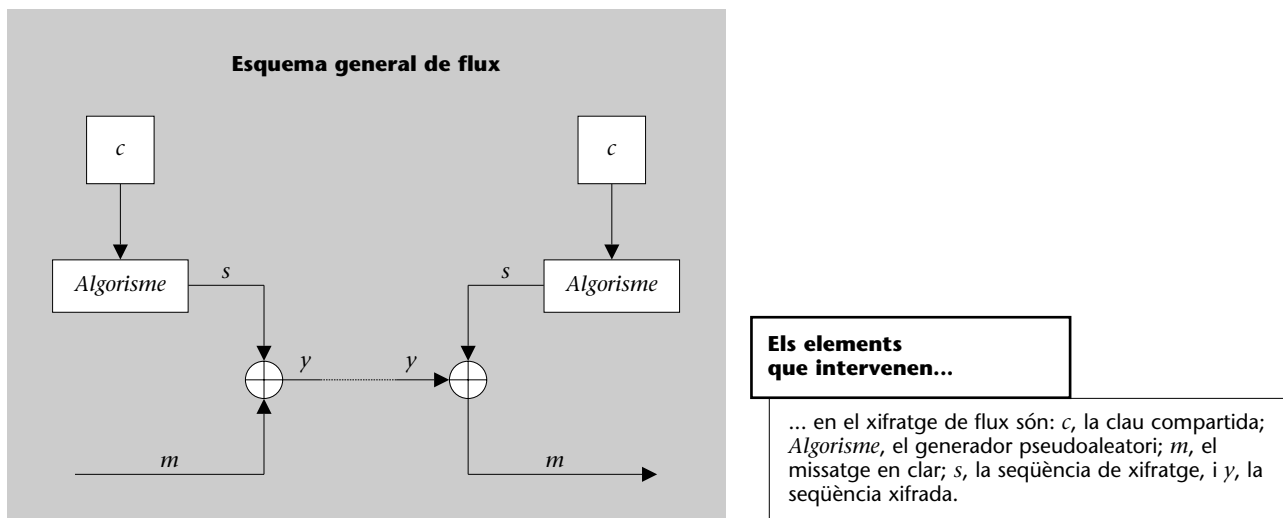 Esquema general de flux
c
c
Algorisme
s
s
Algorisme
y
y
m
m
Els elements
que intervenen...
... en el xifratge de flux són: c, la clau compartida;
Algorisme, el generador pseudoaleatori; m, el
missatge en clar; s, la seqüència de xifratge, i y, la
seqüència xifrada.